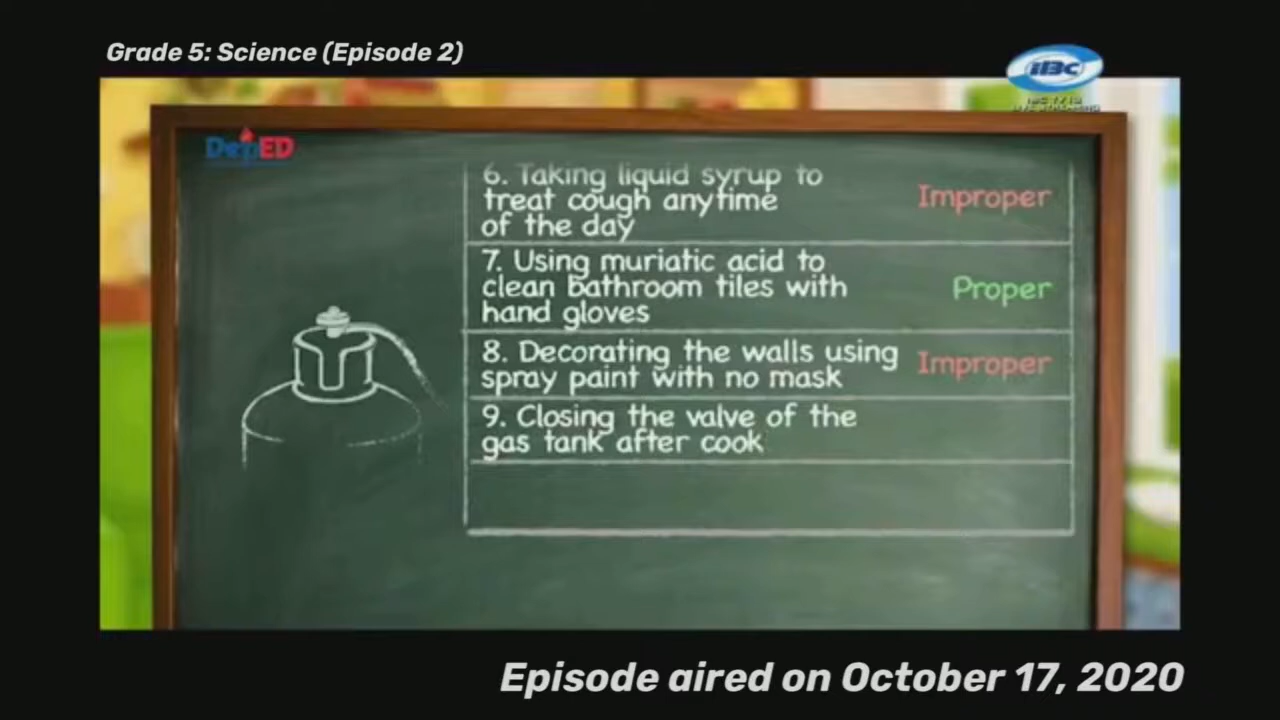 Grade 5: Science (Episode 2)
iBC
DepED
6. Taking liquid syrup to
treat cough anytime
of the day
Improper
7. Using muriatic acid to
clean bathroom tiles with
hand gloves
Proper
8. Decorating the walls using
spray paint with no mask
Improper
9. Closing the valve of the
gas tank after cook
Episode aired on October 17, 2020